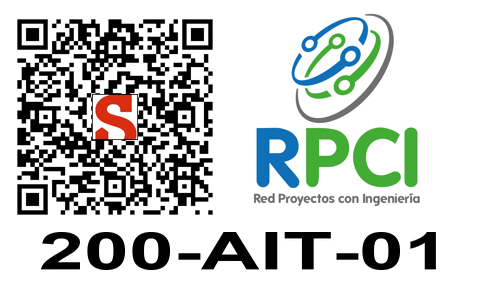 S
RPCI
Red Proyectos con Ingeniería
200-AIT-01